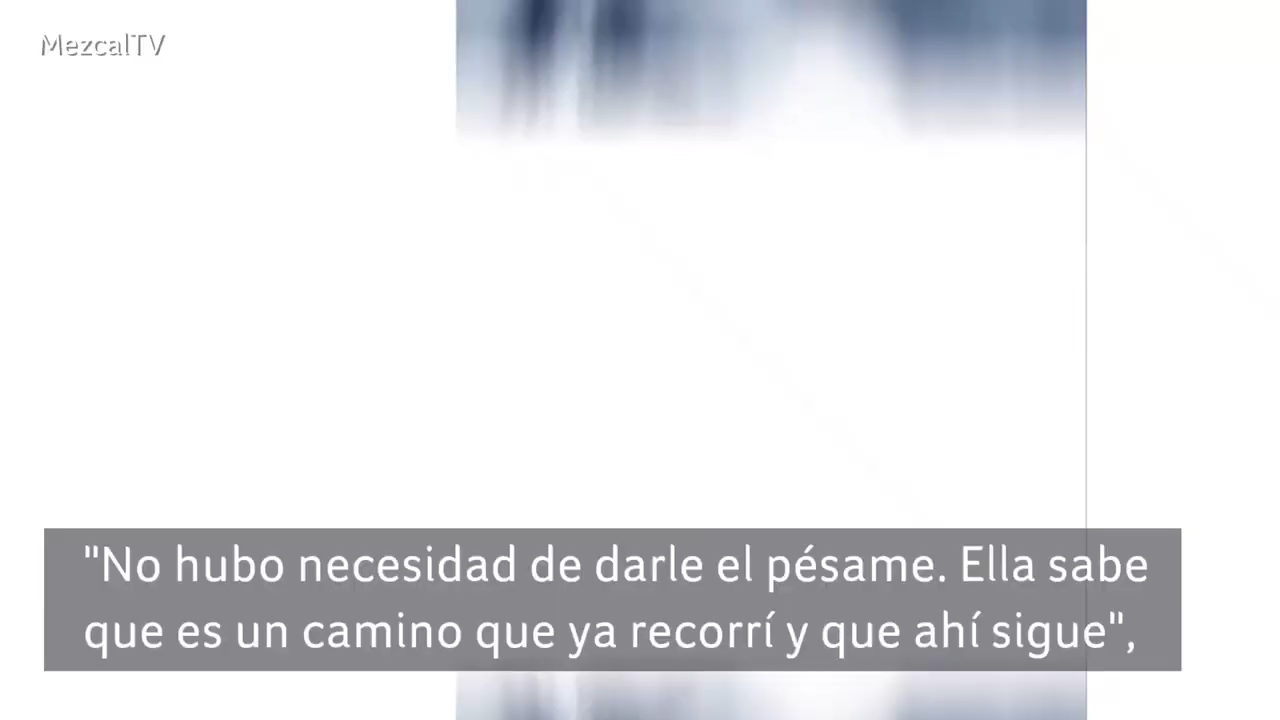 MezcalTV
"No hubo necesidad de darle el pésame. Ella sabe
que es un camino que ya recorrí y que ahí sigue",